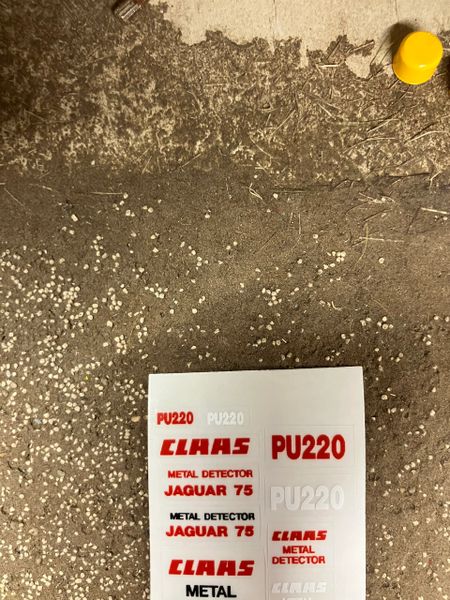 PU220 PU220
CLAAS
METAL DETECTOR
JAGUAR 75
METAL DETECTOR
JAGUAR 75
CLAAS
METAL
PU220
PU220
CLAAS
METAL
DETECTOR
CLAAS